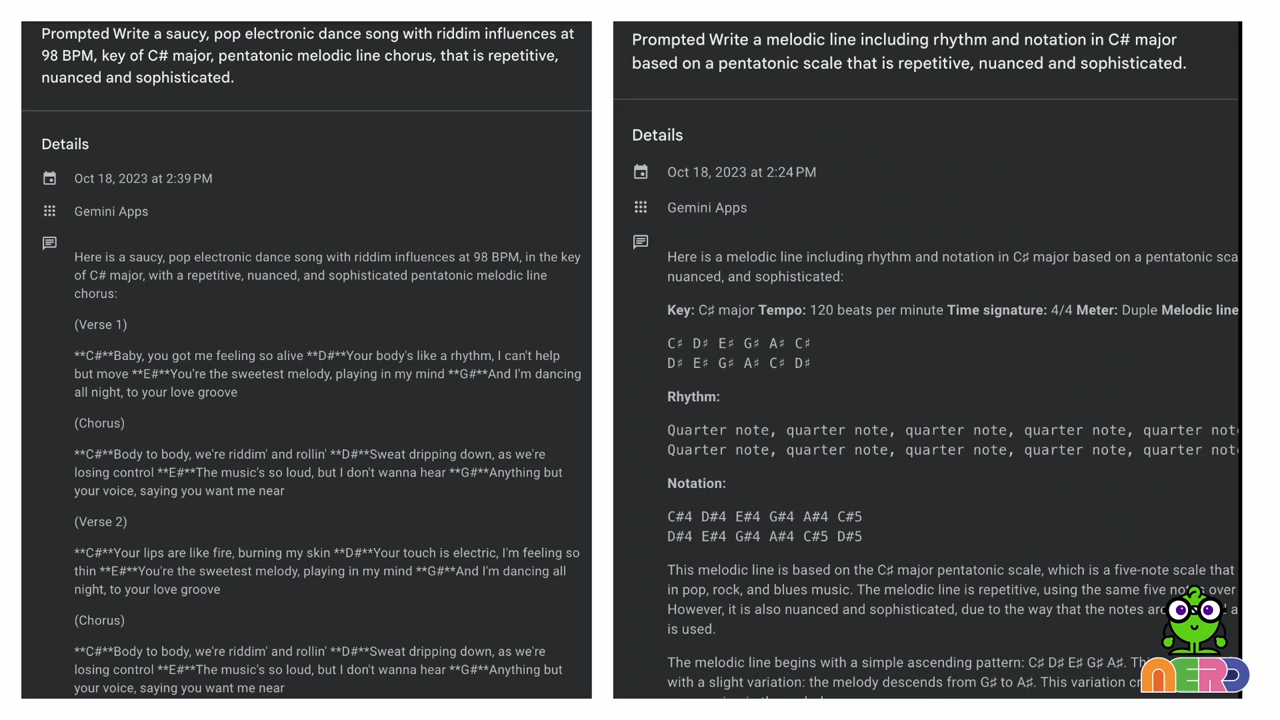 Prompted Write a saucy, pop electronic dance song with riddim influences at
98 BPM, key of C# major, pentatonic melodic line chorus, that is repetitive,
nuanced and sophisticated.
Details
Oct 18, 2023 at 2:39 PM
Gemini Apps
Here is a saucy, pop electronic dance song with riddim influences at 98 BPM, in the key
of C# major, with a repetitive, nuanced, and sophisticated pentatonic melodic line
chorus:
(Verse 1)
**C#**Baby, you got me feeling so alive **D#**Your body's like a rhythm, I can't help
but move **E#**You're the sweetest melody, playing in my mind **G#**And I'm dancing
all night, to your love groove
(Chorus)
**C#**Body to body, we're riddim' and rollin' **D#**Sweat dripping down, as we're
losing control **E#**The music's so loud, but I don't wanna hear **G#**Anything but
your voice, saying you want me near
(Verse 2)
**C#**Your lips are like fire, burning my skin **D#**Your touch is electric, I'm feeling so
thin **E#**You're the sweetest melody, playing in my mind **G#**And I'm dancing all
night, to your love groove
(Chorus)
**C#**Body to body, we're riddim' and rollin' **D#**Sweat dripping down, as we're
losing control **E#**The music's so loud, but I don't wanna hear **G#**Anything but
your voice, saying you want me near
Prompted Write a melodic line including rhythm and notation in C# major
based on a pentatonic scale that is repetitive, nuanced and sophisticated.
Details
Oct 18, 2023 at 2:24 PM
Gemini Apps
Here is a melodic line including rhythm and notation in C♯ major based on a pentatonic sca
nuanced, and sophisticated:
Key: C♯ major Tempo: 120 beats per minute Time signature: 4/4 Meter: Duple Melodic line
C♯ D♯ E♯ G♯ A♯ C♯
D♯ E♯ G♯ A♯ C♯ D♯
Rhythm:
Quarter note, quarter note, quarter note, quarter note, quarter not
Quarter note, quarter note, quarter note, quarter note, quarter not
Notation:
C#4 D#4 E#4 G#4 A#4 C#5
D#4 E#4 G#4 A#4 C#5 D#5
This melodic line is based on the C♯ major pentatonic scale, which is a five-note scale that
in pop, rock, and blues music. The melodic line is repetitive, using the same five notes over
However, it is also nuanced and sophisticated, due to the way that the notes
is used.
The melodic line begins with a simple ascending pattern: C♯ D♯ E♯ G♯ A♯.
with a slight variation: the melody descends from G♯ to A♯. This variation
NERD